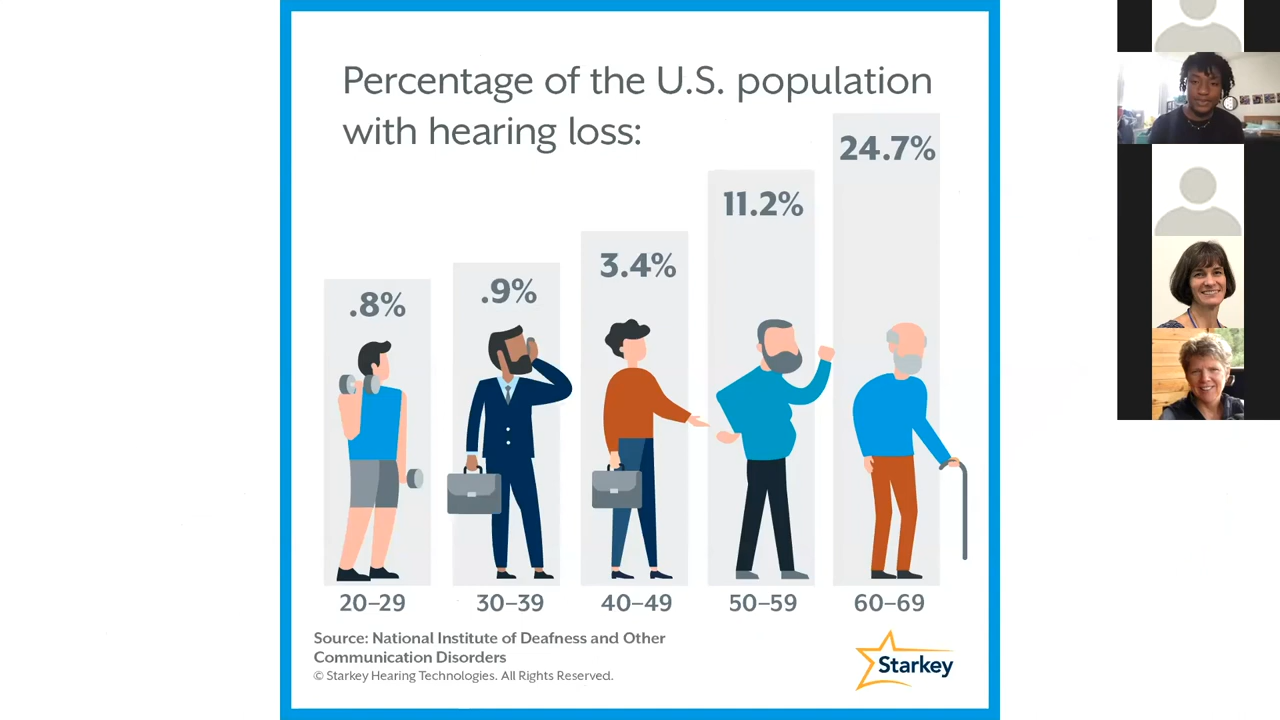 Percentage of the U.S. population
with hearing loss:
24.7%
11.2%
3.4%
.9%
.8%
20–29
30–39
40–49
50–59
60–69
Source: National Institute of Deafness and Other
Communication Disorders
© Starkey Hearing Technologies. All Rights Reserved.
Starkey